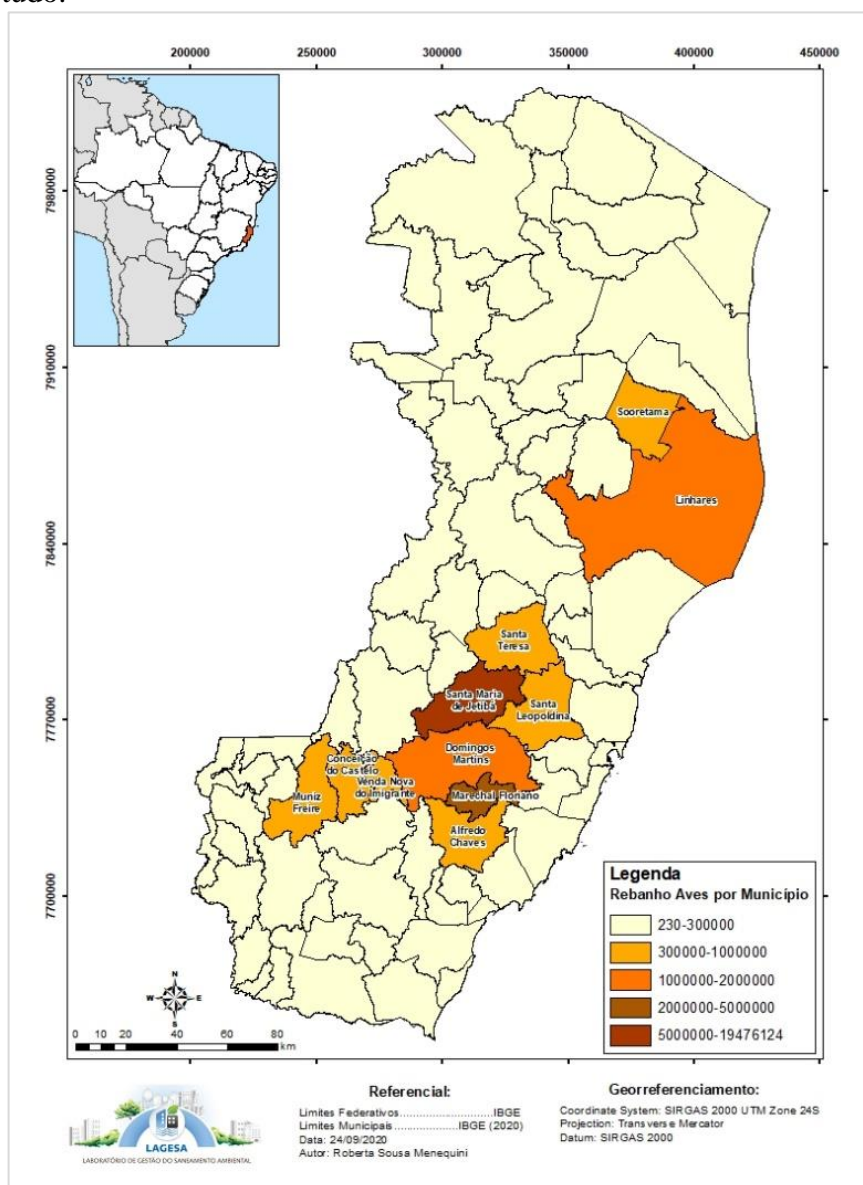 tudo.
200000 250000 300000 350000 400000 450000
7980000
7910000
7840000
7770000
7700000
Sooretama
Linhares
Santa
Teresa
Santa Maria
de Jetibá
Santa
Leopoldina
Domingos
Martins
Conceição
do Castelo
Venda Nova
do Imigrante
Muniz
Freire
Marechal Floriano
Alfredo
Chaves
Legenda
Rebanho Aves por Município
230-300000
300000-1000000
1000000-2000000
2000000-5000000
5000000-19476124
N
W E
S
0 10 20 40 60 80
km
LAGESA
LABORATÓRIO DE GESTÃO DO SANEAMENTO AMBIENTAL
Referencial:
Limites Federativos............................IBGE
Limites Municipais....................IBGE (2020)
Data: 24/09/2020
Autor: Roberta Sousa Menequini
Georreferenciamento:
Coordinate System: SIRGAS 2000 UTM Zone 24S
Projection: Transverse Mercator
Datum: SIRGAS 2000